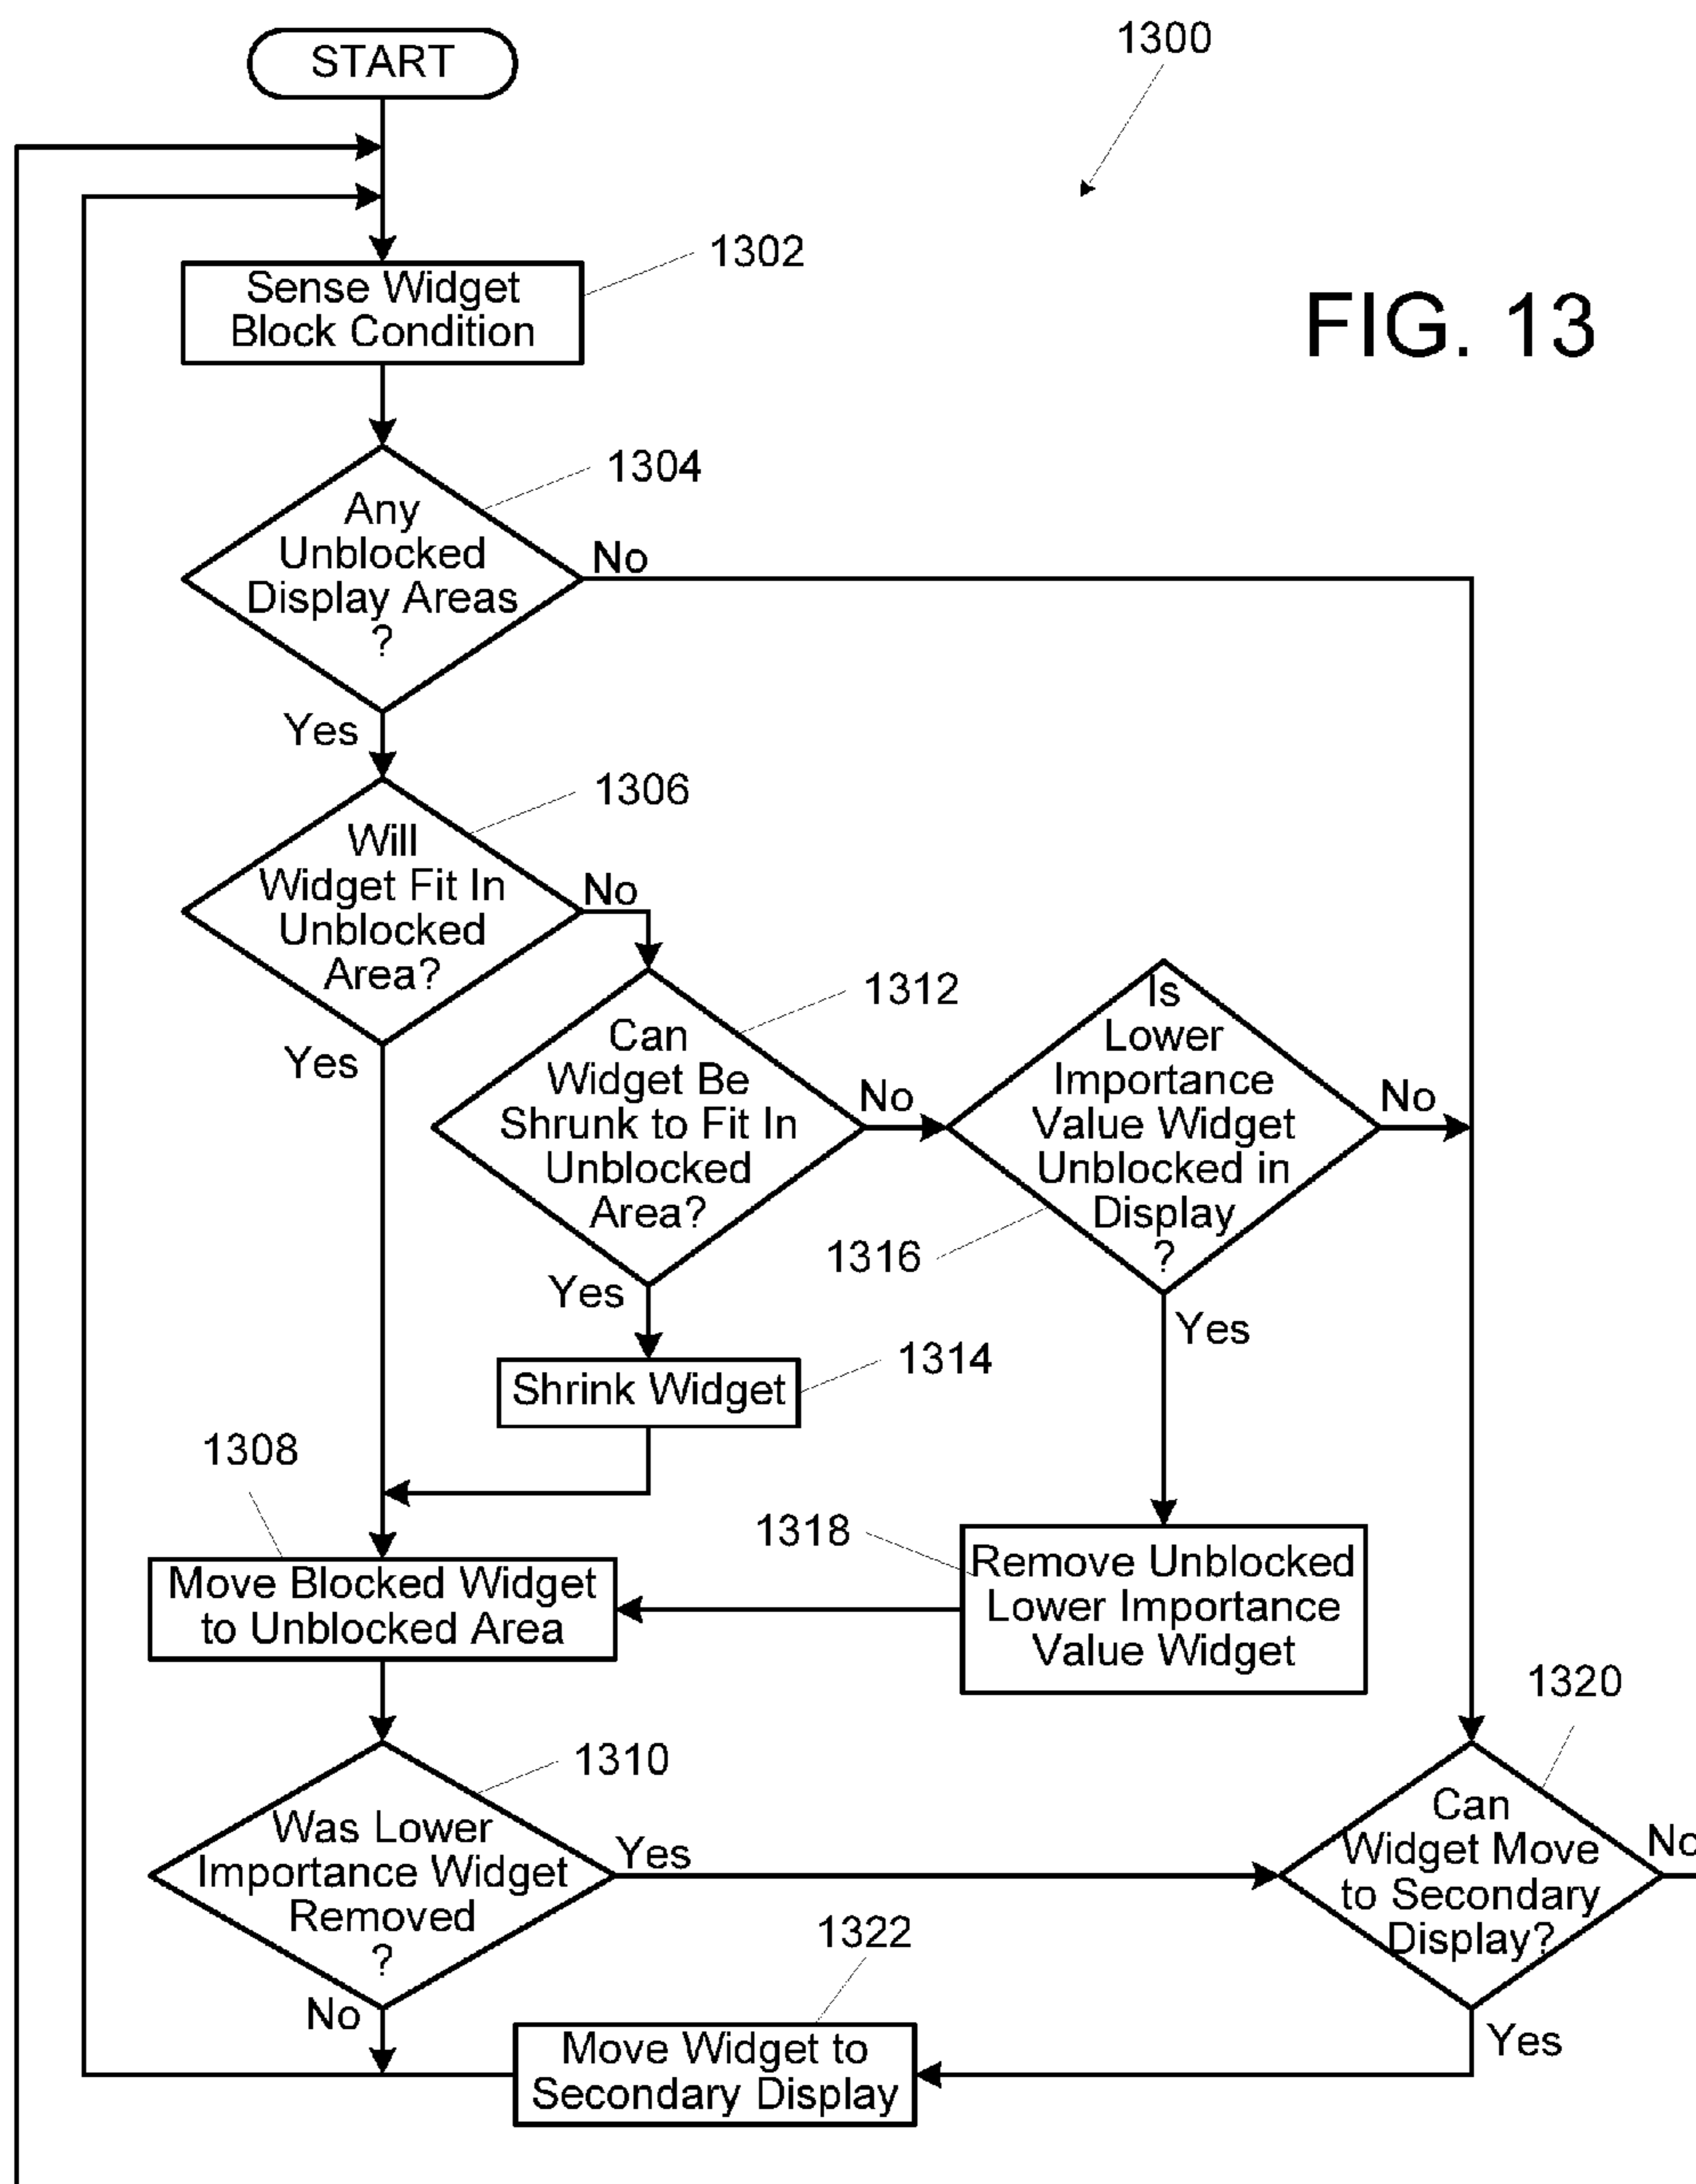 START
1300
1302
Sense Widget
Block Condition
FIG. 13
1304
Any
Unblocked
Display Areas
?
No
Yes
1306
Will
Widget Fit In
Unblocked
Area?
No
Yes
1312
Can
Widget Be
Shrunk to Fit In
Unblocked
Area?
No
Yes
Is
Lower
Importance
Value Widget
Unblocked in
Display
?
No
1316
Yes
1314
Shrink Widget
1308
Move Blocked Widget
to Unblocked Area
1318
Remove Unblocked
Lower Importance
Value Widget
1310
Was Lower
Importance Widget
Removed
?
Yes
No
1320
Can
Widget Move
to Secondary
Display?
No
Yes
1322
Move Widget to
Secondary Display